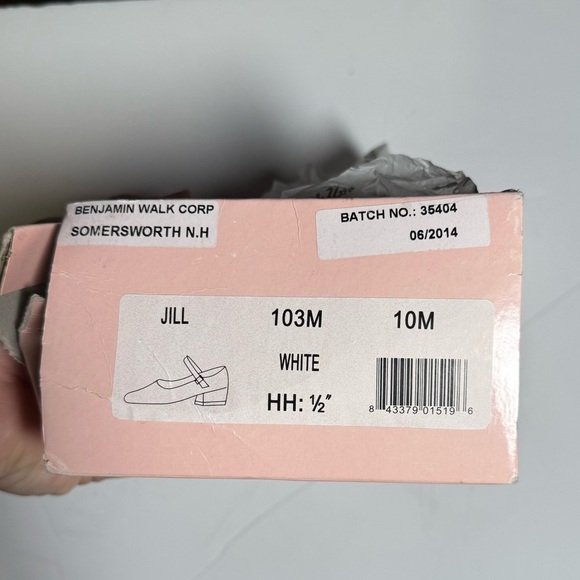 BENJAMIN WALK CORP
SOMERSWORTH N.H
BATCH NO.: 35404
06/2014
JILL 103M 10M
WHITE
HH: ½"
8 43379 01519 6